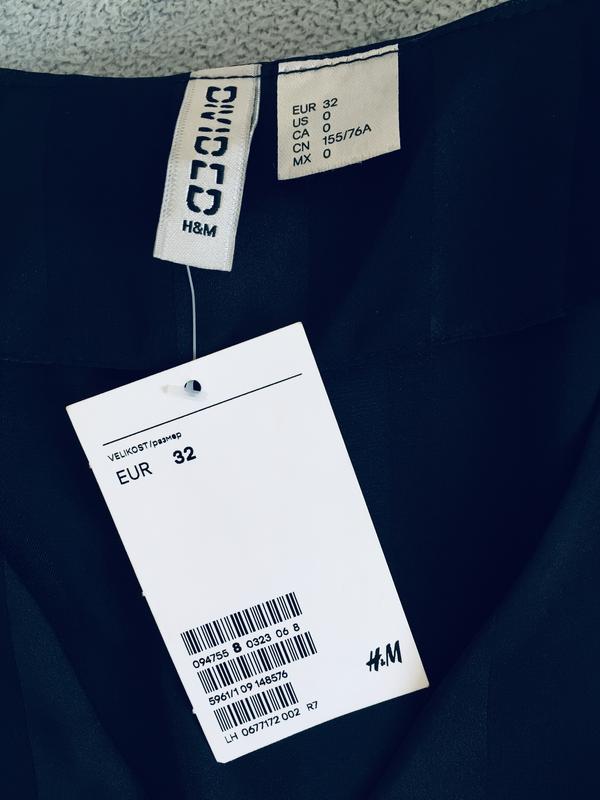 DIVIDED
H&M
EUR 32
US 0
CA 0
CN 155/76A
MX 0
VELIKOST/размер
EUR 32
094755 8 0323 06 8
5961/1 09 148576
LH 0677172 002 R7
H&M